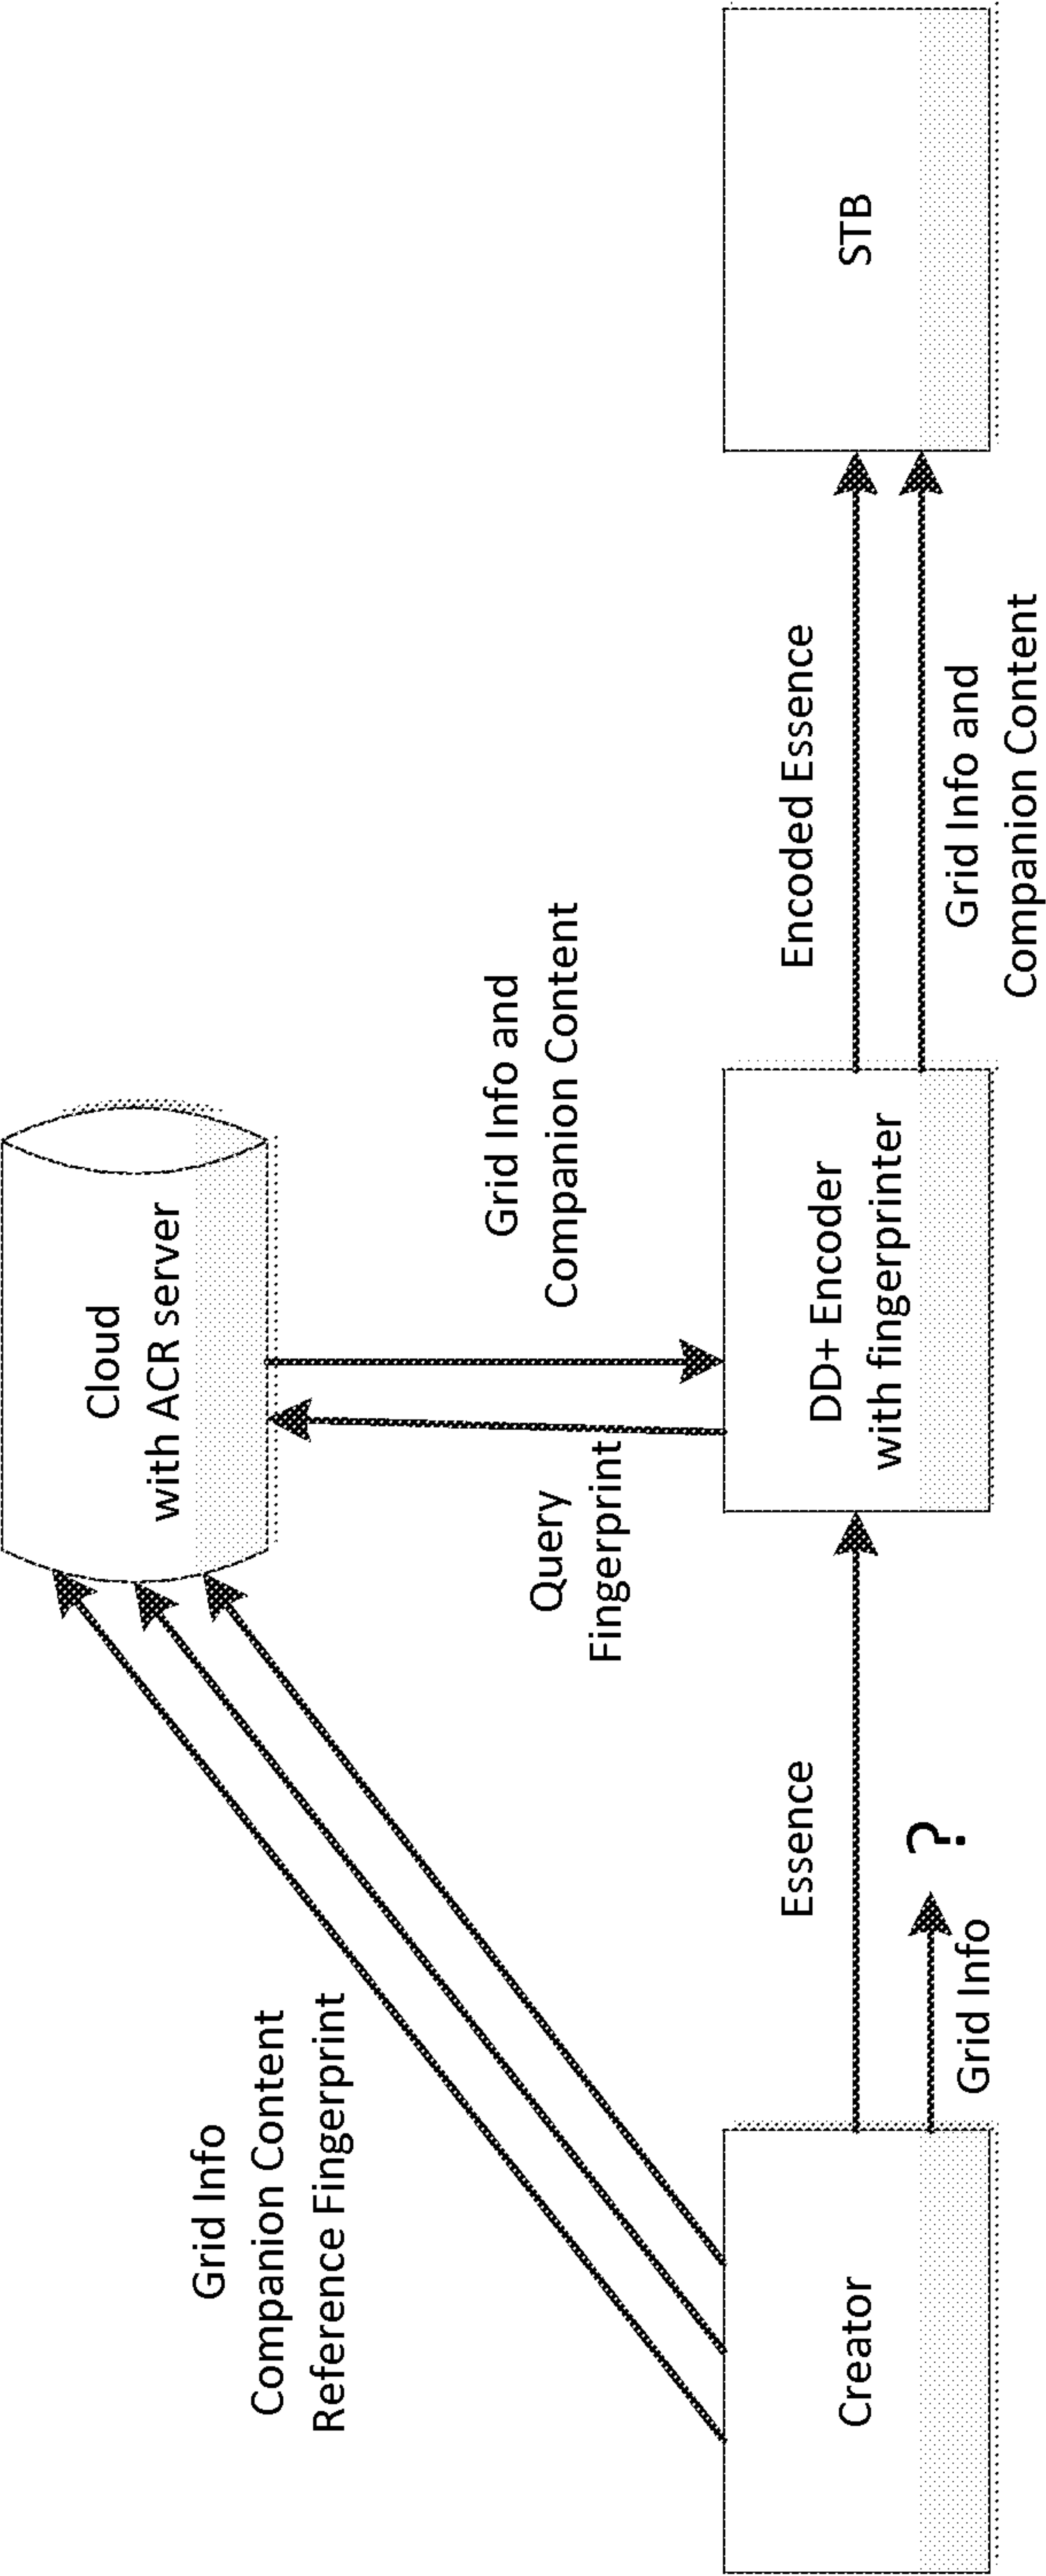 Cloud
with ACR server
Grid Info
Companion Content
Reference Fingerprint
Query
Fingerprint
Grid Info and
Companion Content
Creator
Essence
Grid Info
?
DD+ Encoder
with fingerprinter
Encoded Essence
Grid Info and
Companion Content
STB